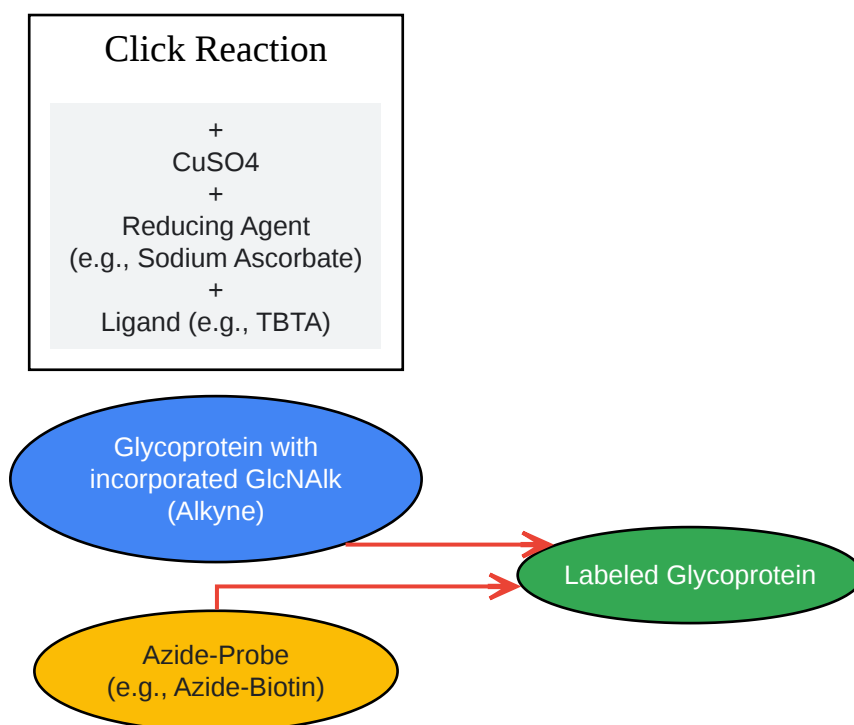 Click Reaction
+
CuSO4
+
Reducing Agent
(e.g., Sodium Ascorbate)
+
Ligand (e.g., TBTA)
Glycoprotein with
incorporated GlcNAlk
(Alkyne)
Labeled Glycoprotein
Azide-Probe
(e.g., Azide-Biotin)